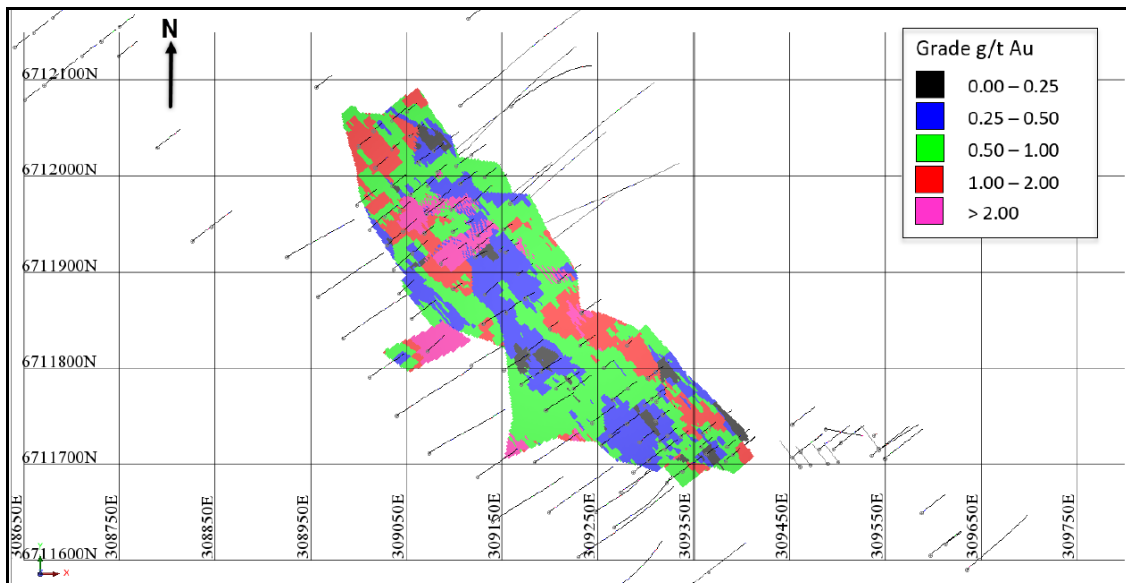 N
Grade g/t Au
0.00 – 0.25
0.25 – 0.50
0.50 – 1.00
1.00 – 2.00
> 2.00
6712100N
6712000N
6711900N
6711800N
6711700N
6711600N
308650E
308750E
308850E
308950E
309050E
309150E
309250E
309350E
309450E
309550E
309650E
309750E
Y
X